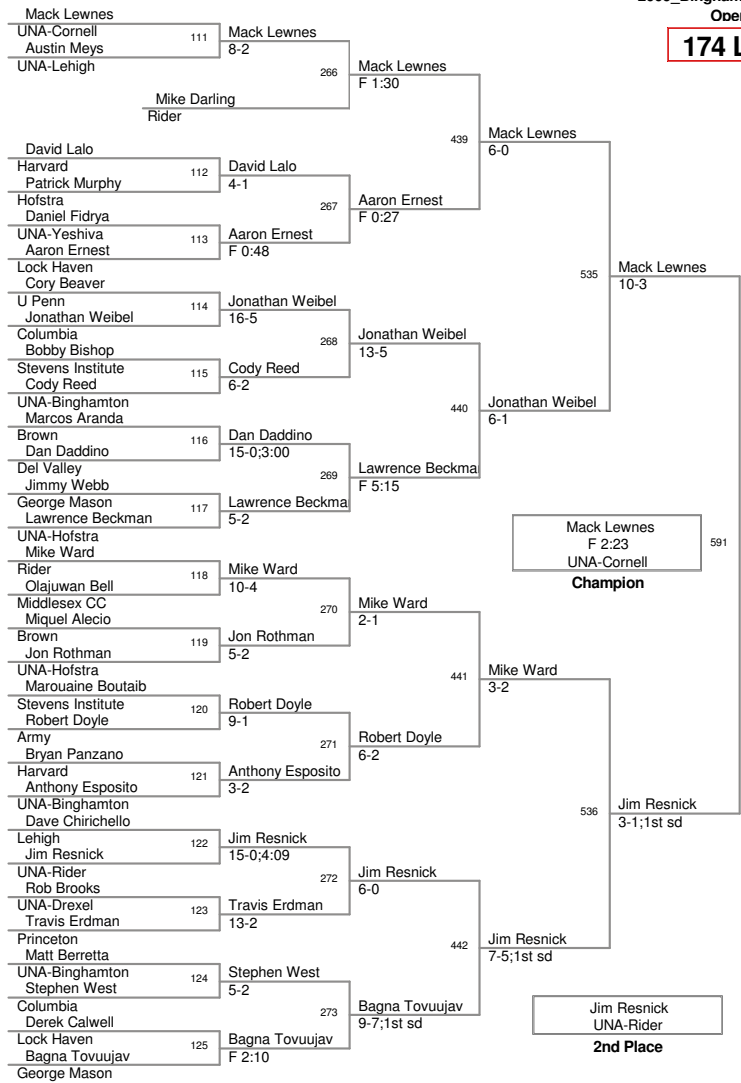 Oper
174 L
Mack Lewnes
UNA-Cornell
Austin Meys
UNA-Lehigh
Mike Darling
Rider
David Lalo
Harvard
Patrick Murphy
Hofstra
Daniel Fidrya
UNA-Yeshiva
Aaron Ernest
Lock Haven
Cory Beaver
U Penn
Jonathan Weibel
Columbia
Bobby Bishop
Stevens Institute
Cody Reed
UNA-Binghamton
Marcos Aranda
Brown
Dan Daddino
Del Valley
Jimmy Webb
George Mason
Lawrence Beckman
UNA-Hofstra
Mike Ward
Rider
Olajuwan Bell
Middlesex CC
Miquel Alecio
Brown
Jon Rothman
UNA-Hofstra
Marouaine Boutaib
Stevens Institute
Robert Doyle
Army
Bryan Panzano
Harvard
Anthony Esposito
UNA-Binghamton
Dave Chirichello
Lehigh
Jim Resnick
UNA-Rider
Rob Brooks
UNA-Drexel
Travis Erdman
Princeton
Matt Berretta
UNA-Binghamton
Stephen West
Columbia
Derek Calwell
Lock Haven
Bagna Tovuujav
George Mason
111
Mack Lewnes
8-2
112
David Lalo
4-1
113
Aaron Ernest
F 0:48
114
Jonathan Weibel
16-5
115
Cody Reed
6-2
116
Dan Daddino
15-0;3:00
117
Lawrence Beckma
5-2
118
Mike Ward
10-4
119
Jon Rothman
5-2
120
Robert Doyle
9-1
121
Anthony Esposito
3-2
122
Jim Resnick
15-0;4:09
123
Travis Erdman
13-2
124
Stephen West
5-2
125
Bagna Tovuujav
F 2:10
266
Mack Lewnes
F 1:30
267
Aaron Ernest
F 0:27
268
Jonathan Weibel
13-5
269
Lawrence Beckma
F 5:15
270
Mike Ward
2-1
271
Robert Doyle
6-2
272
Jim Resnick
6-0
273
Bagna Tovuujav
9-7;1st sd
439
Mack Lewnes
6-0
440
Jonathan Weibel
6-1
441
Mike Ward
3-2
442
Jim Resnick
7-5;1st sd
535
Mack Lewnes
10-3
536
Jim Resnick
3-1;1st sd
Mack Lewnes
F 2:23
UNA-Cornell
591
Champion
Jim Resnick
UNA-Rider
2nd Place